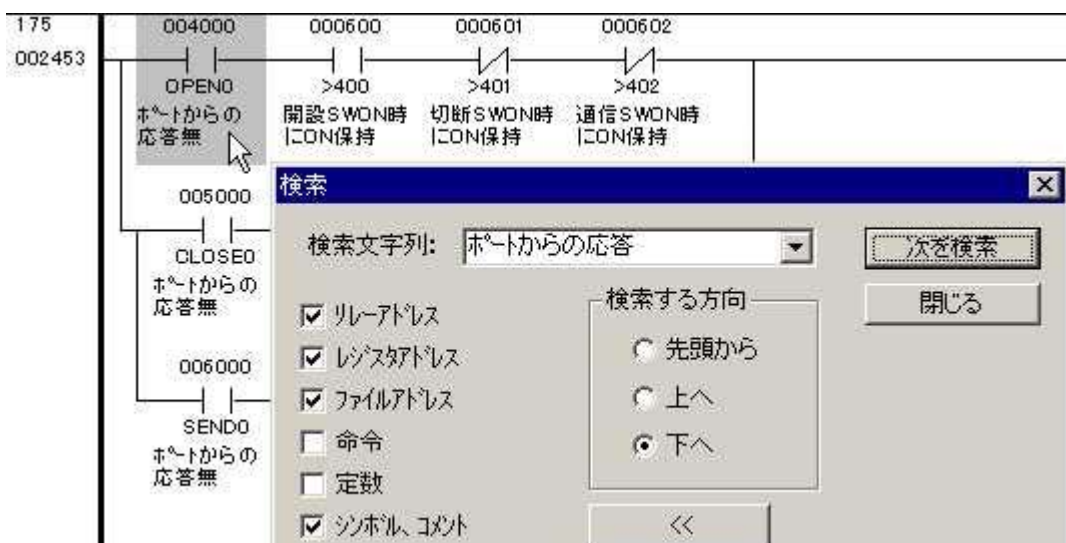 175
002453
004000
000600
000601
000602
OPEN0
>400
>401
>402
ﾎﾟｰﾄからの
応答無
開設SWON時
にON保持
切断SWON時
にON保持
通信SWON時
にON保持
005000
CLOSE0
ﾎﾟｰﾄからの
応答無
006000
SEND0
ﾎﾟｰﾄからの
応答無
検索
検索文字列:
ﾎﾟｰﾄからの応答
次を検索
閉じる
ﾘﾚｰｱﾄﾞﾚｽ
ﾚｼﾞｽﾀｱﾄﾞﾚｽ
ﾌｧｲﾙｱﾄﾞﾚｽ
命令
定数
ｼﾝﾎﾞﾙ､ｺﾒﾝﾄ
検索する方向
先頭から
上へ
下へ
<<